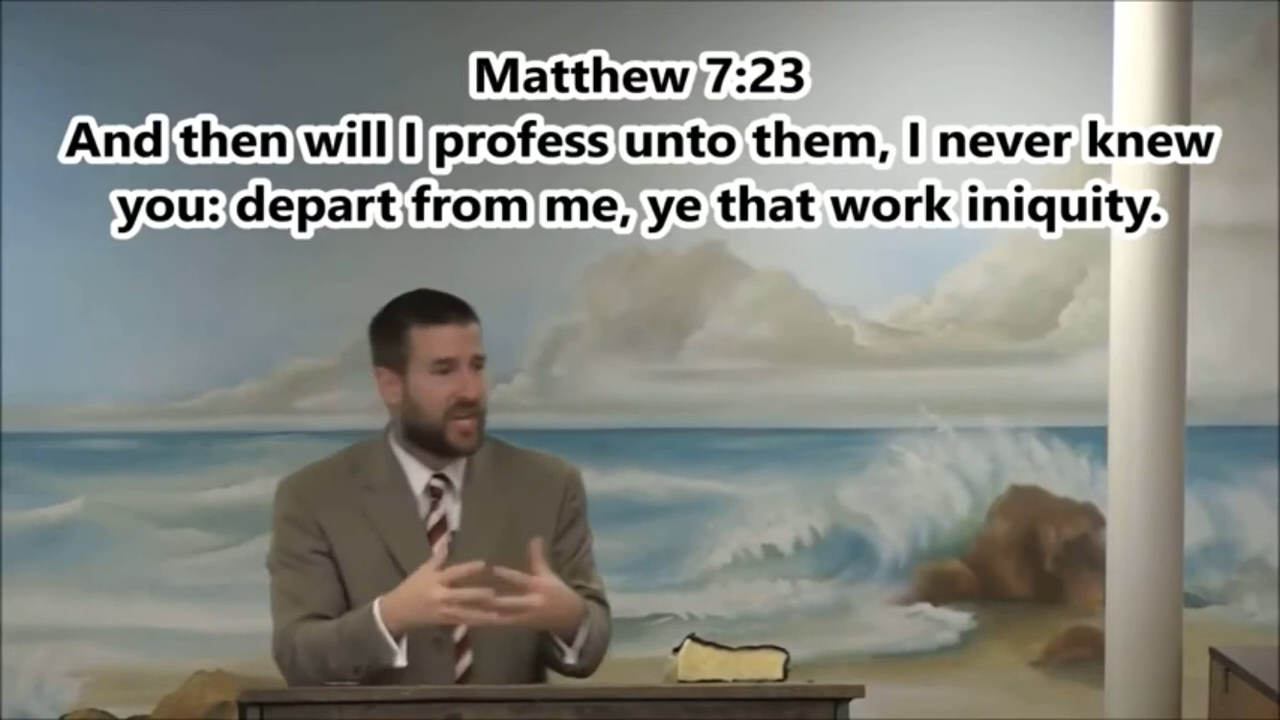 Matthew 7:23
And then will I profess unto them, I never knew
you: depart from me, ye that work iniquity.